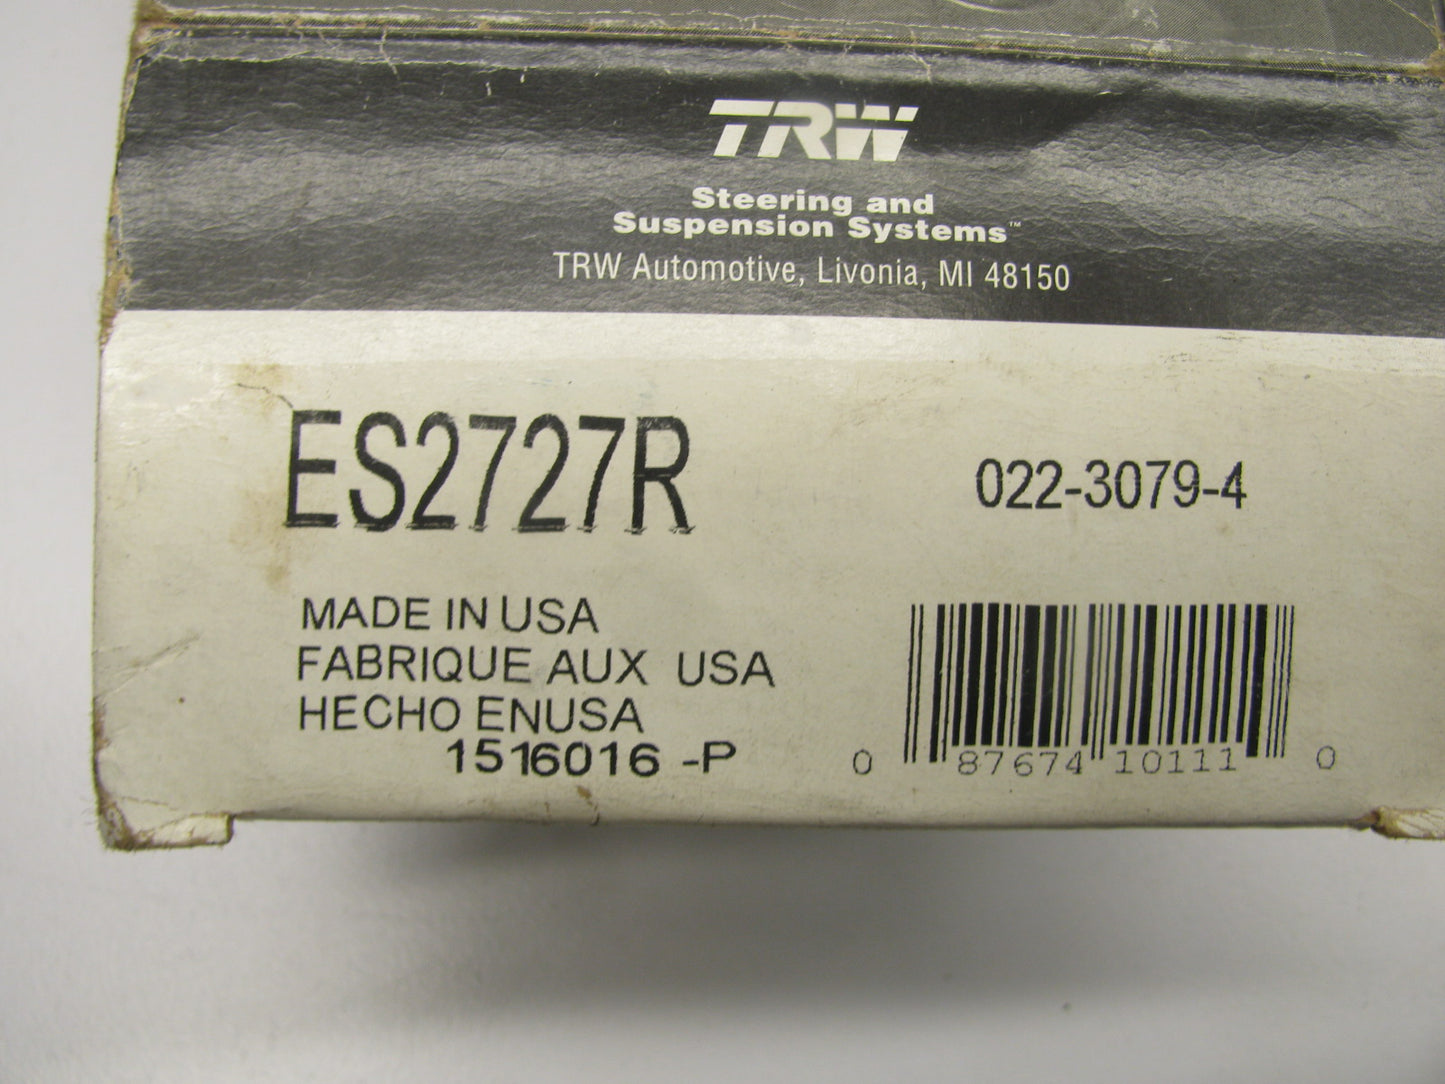 TRW
Steering and
Suspension Systems™
TRW Automotive, Livonia, MI 48150
ES2727R
022-3079-4
MADE IN USA
FABRIQUE AUX USA
HECHO ENUSA
1516016 -P
0 87674 10111 0